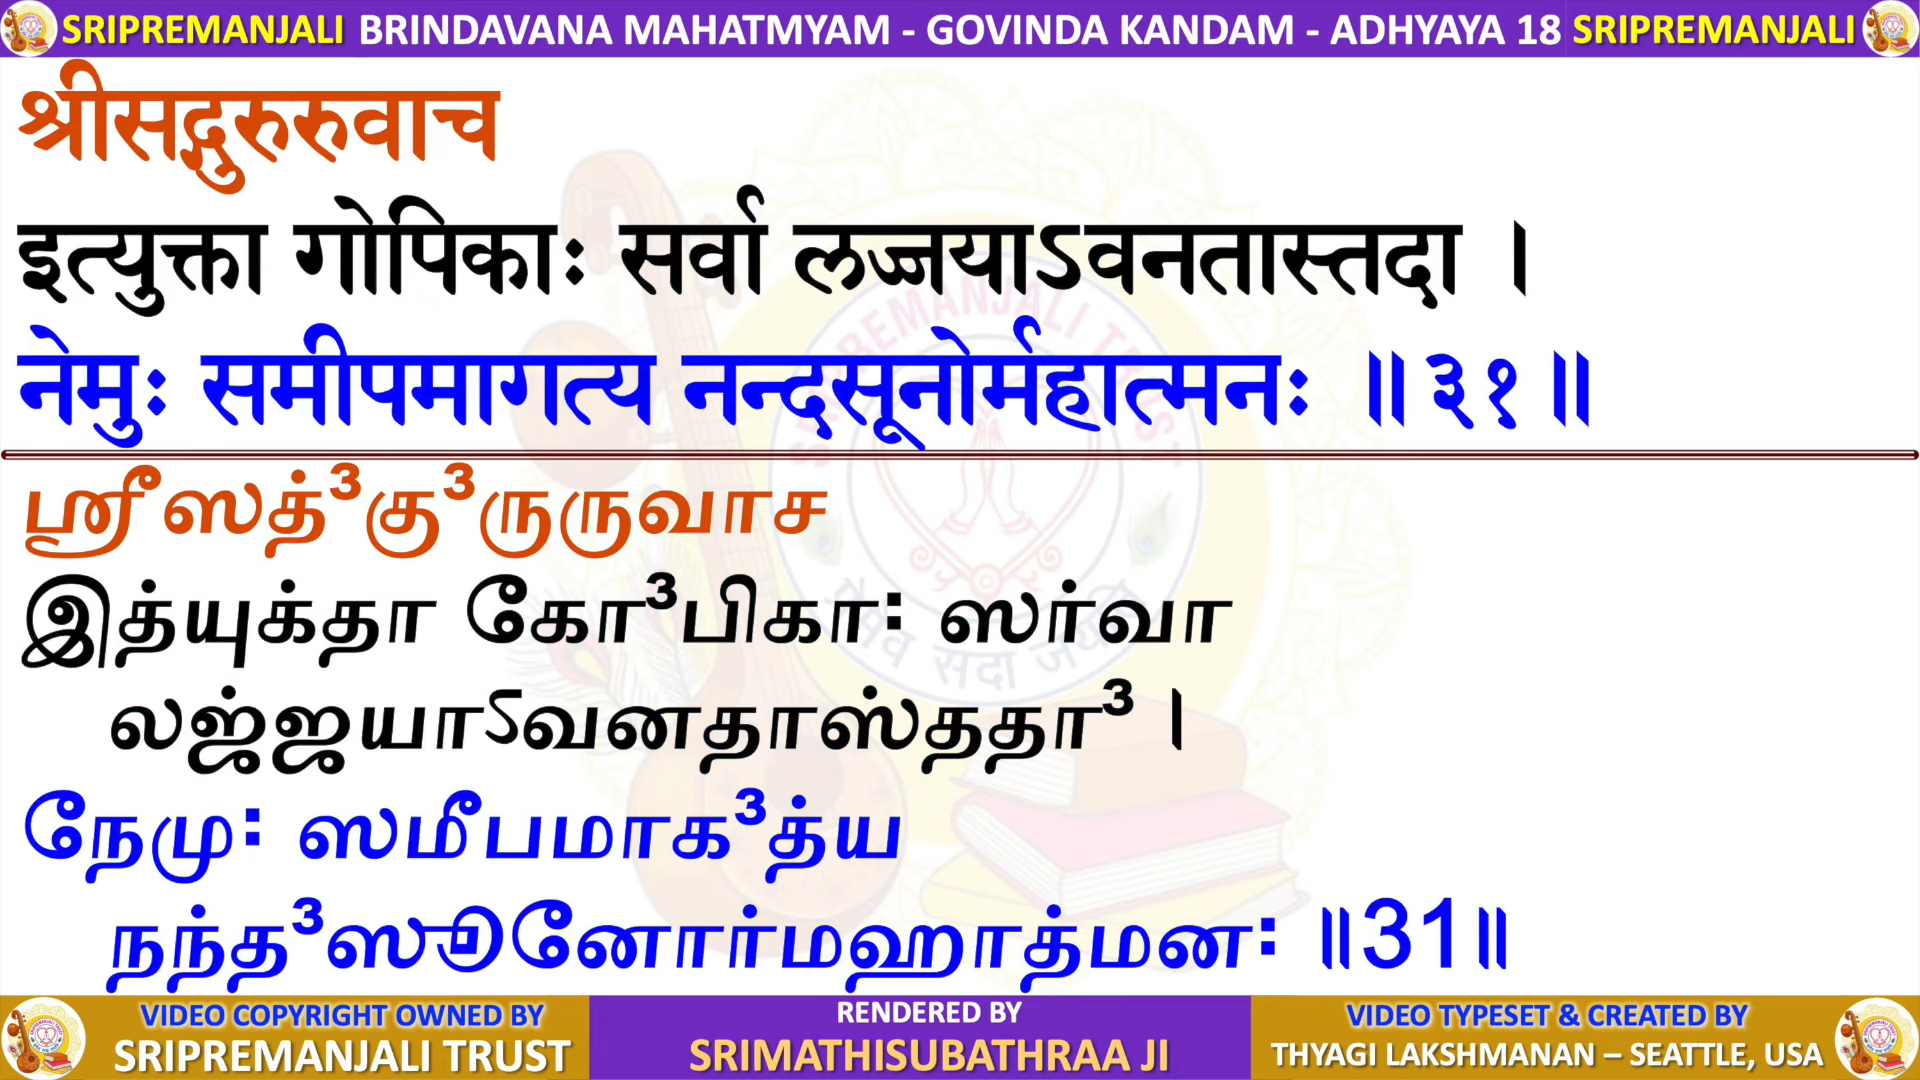 SRIPREMANJALI BRINDAVANA MAHATMYAM - GOVINDA KANDAM - ADHYAYA 18 SRIPREMANJALI
श्रीसद्गुरुरुवाच
इत्युक्ता गोपिकाः सर्वा लज्जयाऽवनतास्तदा ।
नेमुः समीपमागत्य नन्दसूनोर्महात्मनः ॥३१॥
ஶ்ரீஸத்³கு³ருருவாச
இத்யுக்தா கோ³பிகா꞉ ஸர்வா
லஜ்ஜயாऽவனதாஸ்ததா³ ।
நேமு꞉ ஸமீபமாக³த்ய
நந்த³ஸூனோர்மஹாத்மன꞉ ॥31॥
VIDEO COPYRIGHT OWNED BY
SRIPREMANJALI TRUST
RENDERED BY
SRIMATHISUBATHRAA JI
VIDEO TYPESET & CREATED BY
THYAGI LAKSHMANAN – SEATTLE, USA